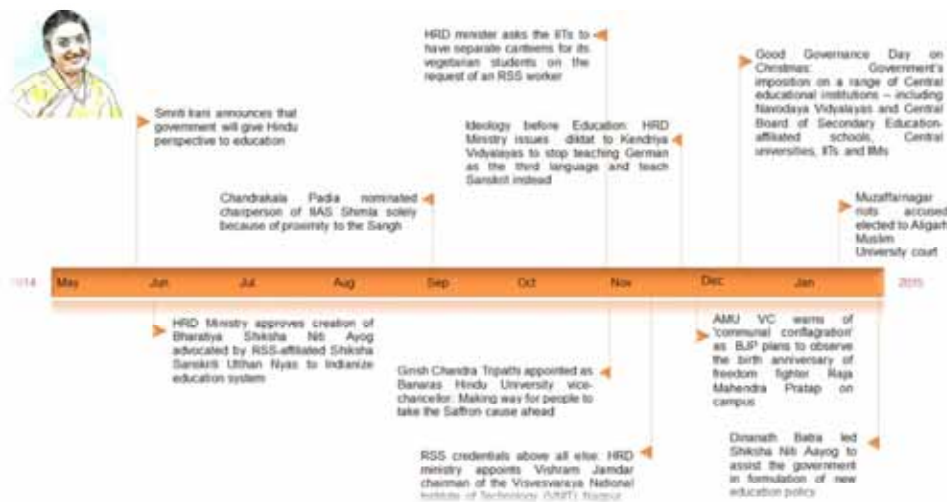 HRD minister asks the IITs to
have separate canteens for its
vegetarian students on the
request of an RSS worker
Good Governance Day on
Christmas: Government's
imposition on a range of Central
educational institutions – including
Navodaya Vidyalayas and Central
Board of Secondary Education-
affiliated schools, Central
universities, IITs and IIMs
Smriti Irani announces that
government will give Hindu
perspective to education
Ideology before Education: HRD
Ministry issues diktat to Kendriya
Vidyalayas to stop teaching German
as the third language and teach
Sanskrit instead
Chandrakala Padia nominated
chairperson of IIAS Shimla solely
because of proximity to the Sangh
Muzaffarnagar
riots accused
elected to Aligarh
Muslim
University court
2014 May Jun Jul Aug Sep Oct Nov Dec Jan 2015
HRD Ministry approves creation of
Bharatiya Shiksha Niti Ayog
advocated by RSS-affiliated Shiksha
Sanskriti Utthan Nyas to Indianize
education system
AMU VC warns of
'communal conflagration'
as BJP plans to observe
the birth anniversary of
freedom fighter Raja
Mahendra Pratap on
campus
Girish Chandra Tripathi appointed as
Banaras Hindu University vice-
chancellor. Making way for people to
take the Saffron cause ahead
RSS credentials above all else: HRD
ministry appoints Vishram Jamdar
chairman of the Visvesvaraya National
Institute of Technology (VNIT), Nagpur
Dinanath Batra led
Shiksha Niti Aayog to
assist the government
in formulation of new
education policy